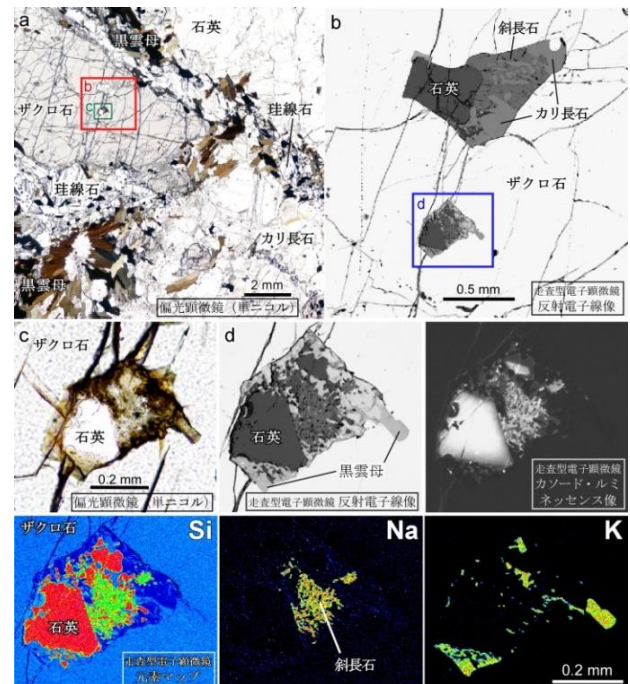 a
黒雲母
石英
b
c
ザクロ石
珪線石
珪線石
カリ長石
黒雲母
2 mm
偏光顕微鏡（単ニコル）
b
斜長石
石英
カリ長石
ザクロ石
d
0.5 mm
走査型電子顕微鏡
反射電子線像
c
ザクロ石
石英
0.2 mm
偏光顕微鏡（単ニコル）
d
石英
黒雲母
走査型電子顕微鏡 反射電子線像
走査型電子顕微鏡
カソード・ルミ
ネッセンス像
ザクロ石
Si
石英
走査型電子顕微鏡
元素マップ
Na
斜長石
K
0.2 mm